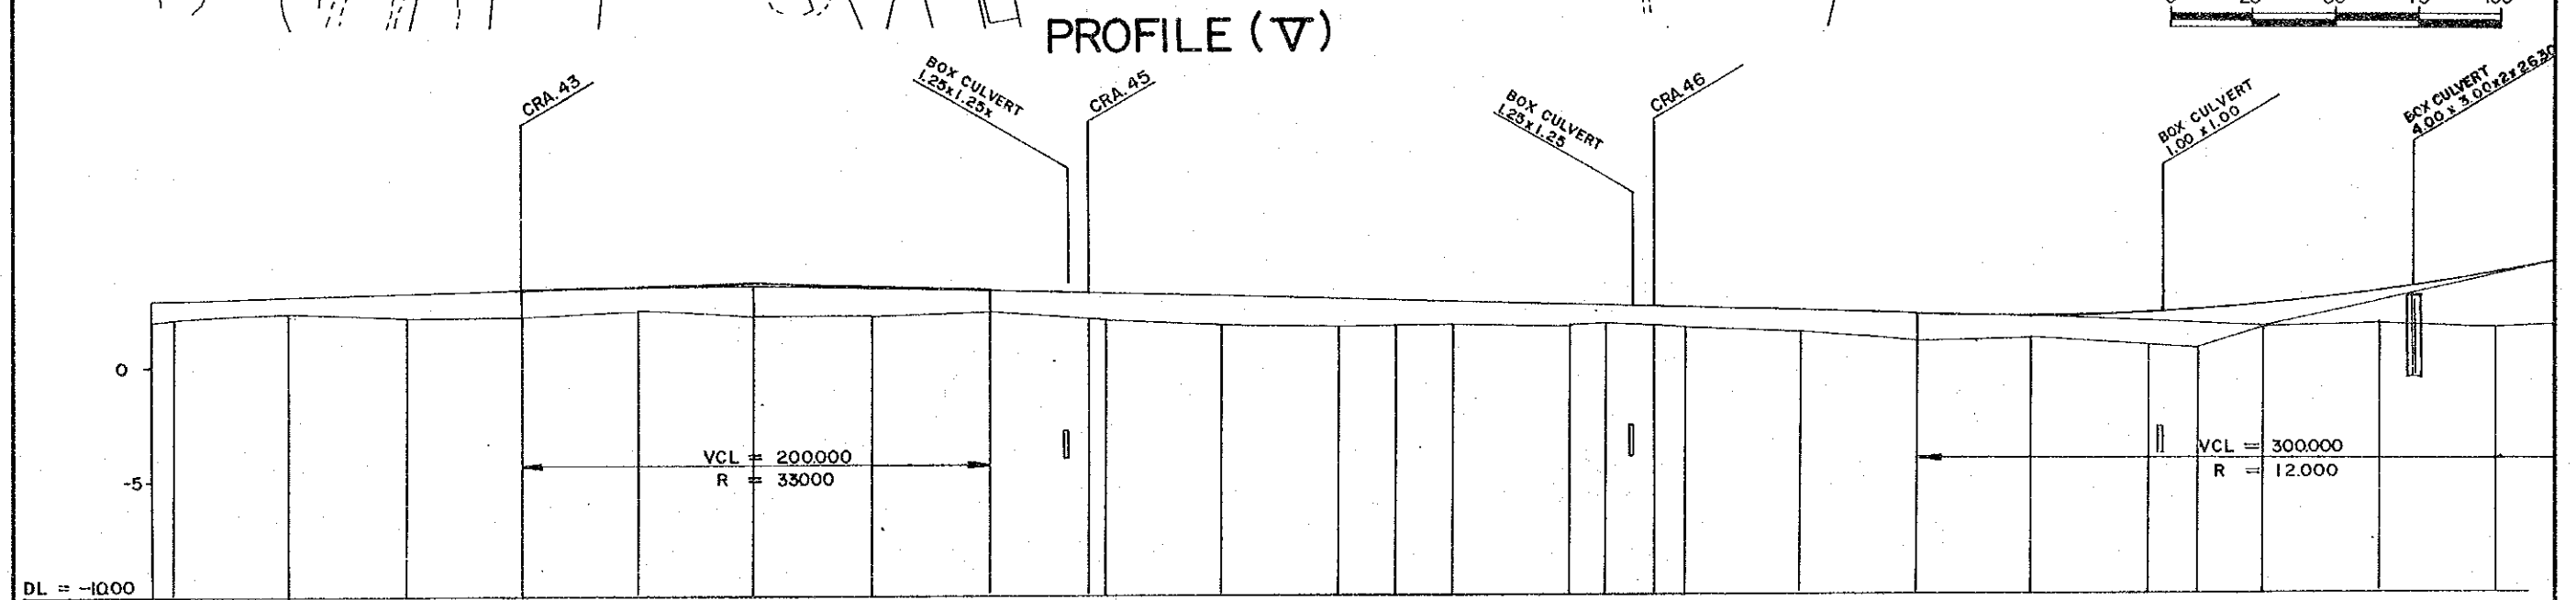 PROFILE (V)
CRA. 43
BOX CULVERT
1.25x1.25x
CRA. 45
BOX CULVERT
1.25x1.25
CRA 46
BOX CULVERT
1.00 x1.00
BOX CULVERT
4.00 x 3.00x2x26.30
0
-5
VCL = 200.000
R = 33000
VCL = 300.000
R = 12.000
DL = -10.00